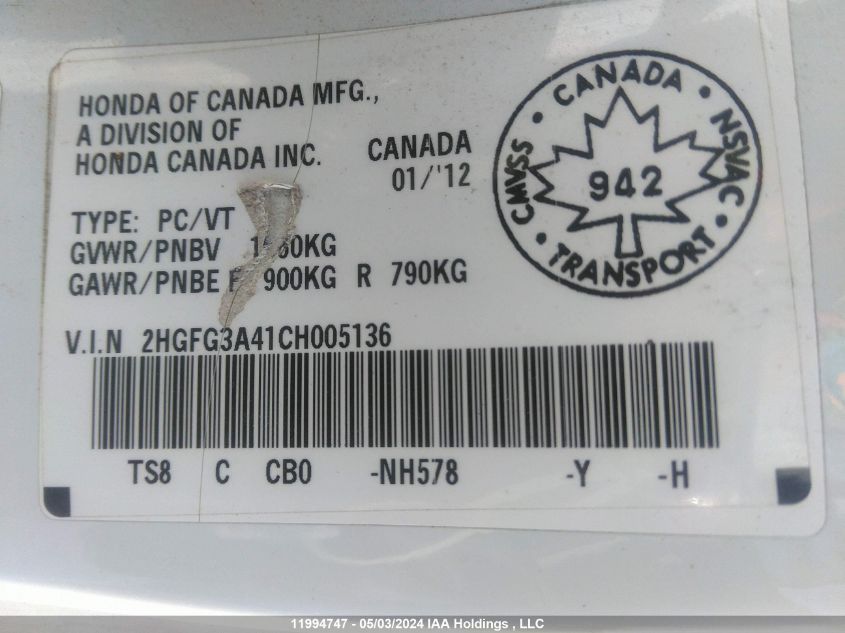 HONDA OF CANADA MFG.,
A DIVISION OF
HONDA CANADA INC. CANADA
01/'12
TYPE: PC/VT
GVWR/PNBV
GAWR/PNBE F 900KG R 790KG
V.I.N 2HGFG3A41CH005136
TS8 C CB0 -NH578 -Y -H
• CANADA •
CMVSS
NSVAC
942
• TRANSPORT •
11994747 - 05/03/2024 IAA Holdings , LLC